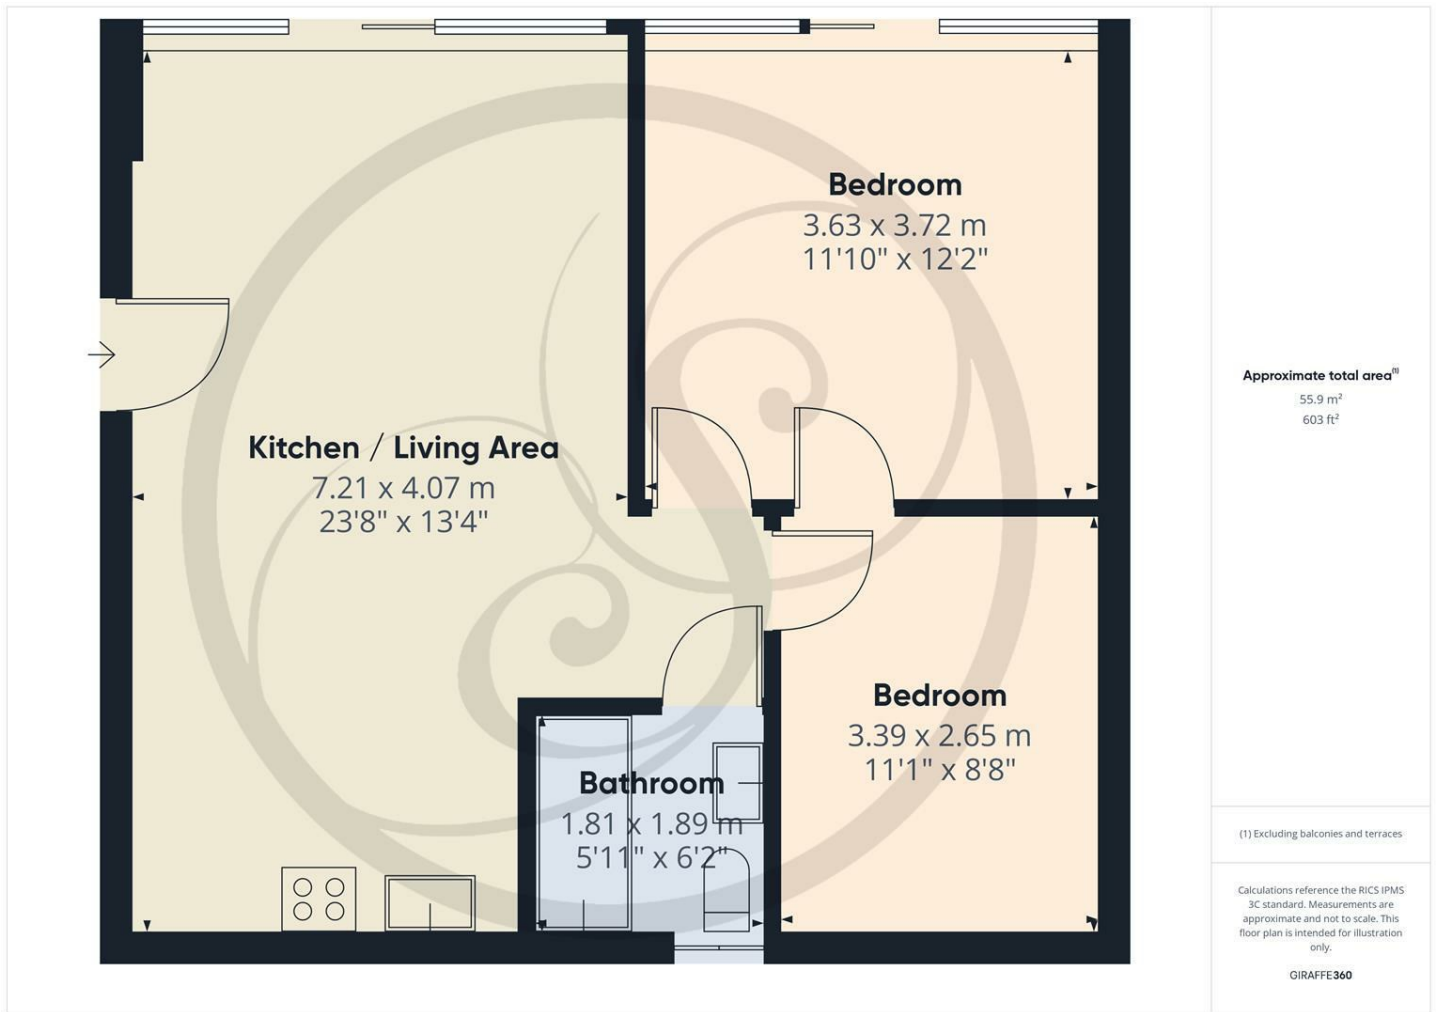 Bedroom
3.63 x 3.72 m
11'10" x 12'2"
Kitchen / Living Area
7.21 x 4.07 m
23'8" x 13'4"
Bedroom
3.39 x 2.65 m
11'1" x 8'8"
Bathroom
1.81 x 1.89 m
5'11" x 6'2"
Approximate total area(1)
55.9 m²
603 ft²
(1) Excluding balconies and terraces
Calculations reference the RICS IPMS
3C standard. Measurements are
approximate and not to scale. This
floor plan is intended for illustration
only.
GIRAFFE360